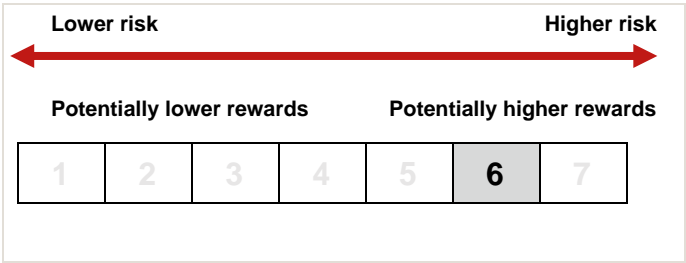 Lower risk Higher risk
Potentially lower rewards Potentially higher rewards
1 2 3 4 5 6 7